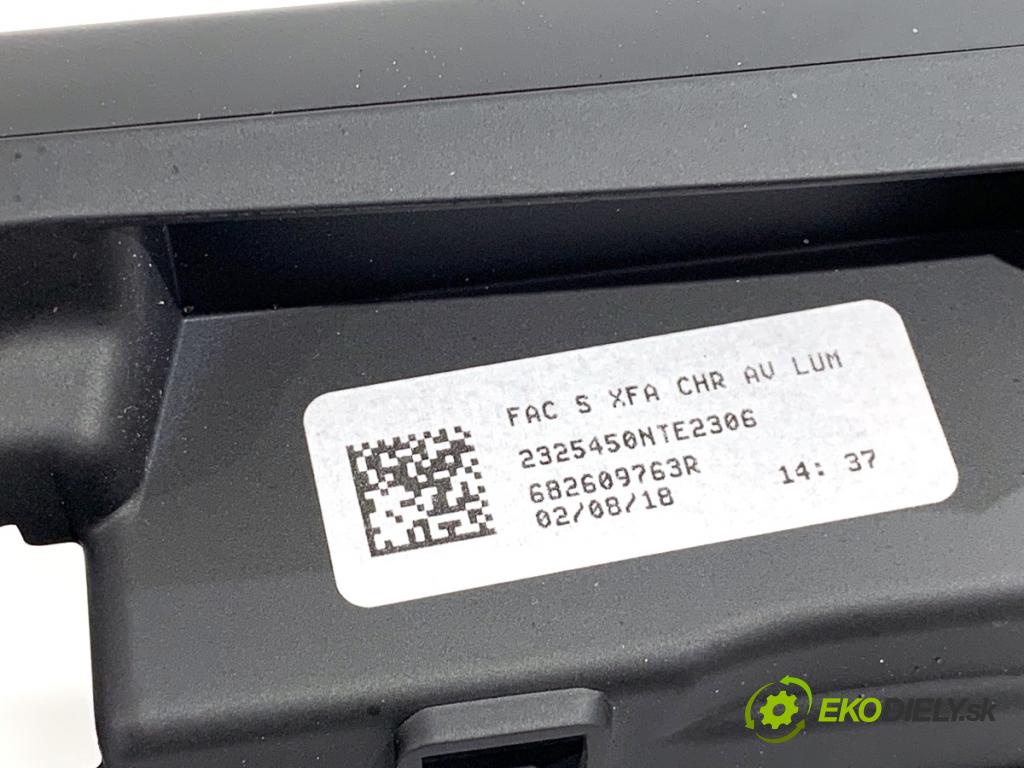 FAC S XFA CHR AV LUM
2325450NTE2306
682609763R
02/08/18 14:37
EKODIELY.sk